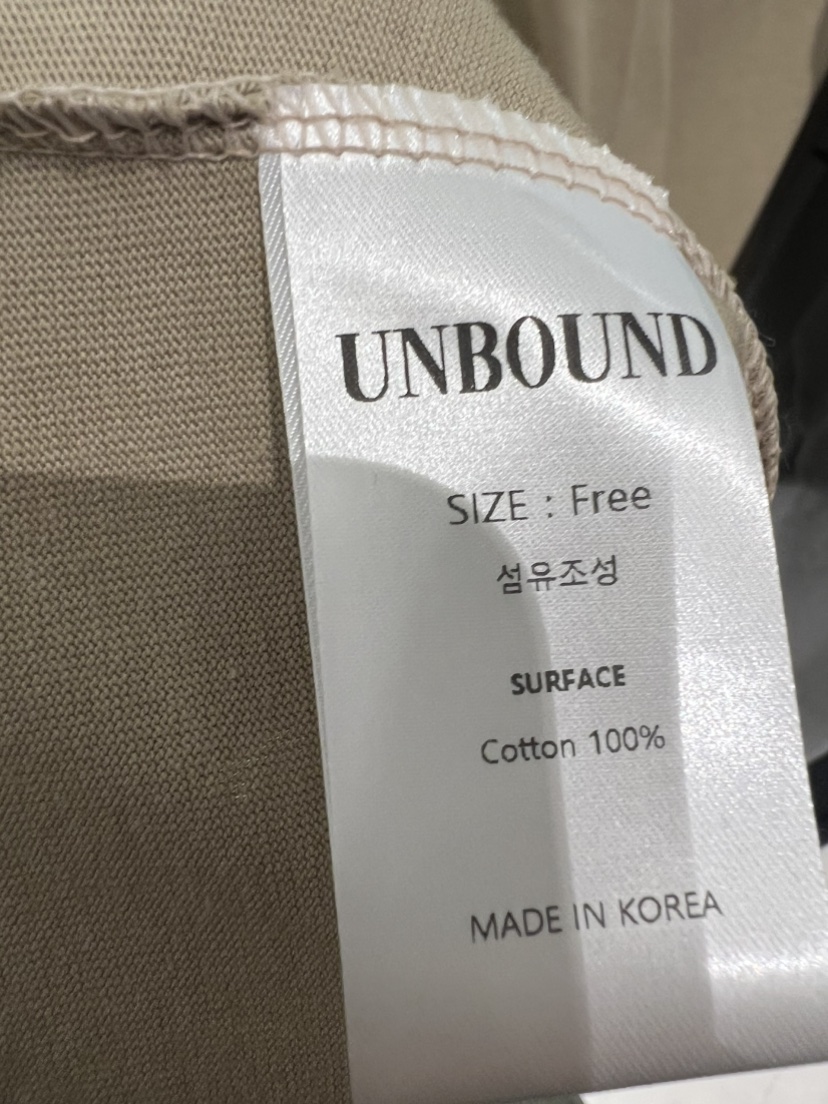 UNBOUND
SIZE : Free
섬유조성
SURFACE
Cotton 100%
MADE IN KOREA